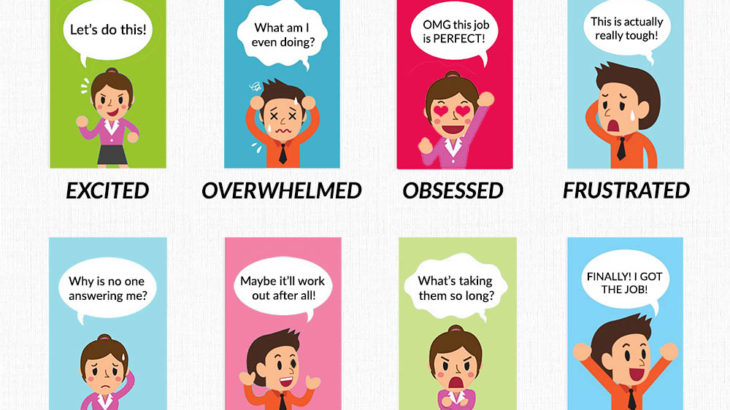 Let's do this!
What am I
even doing?
OMG this job
is PERFECT!
This is actually
really tough!
EXCITED
OVERWHELMED
OBSESSED
FRUSTRATED
Why is no one
answering me?
Maybe it'll work
out after all!
What's taking
them so long?
FINALLY! I GOT
THE JOB!